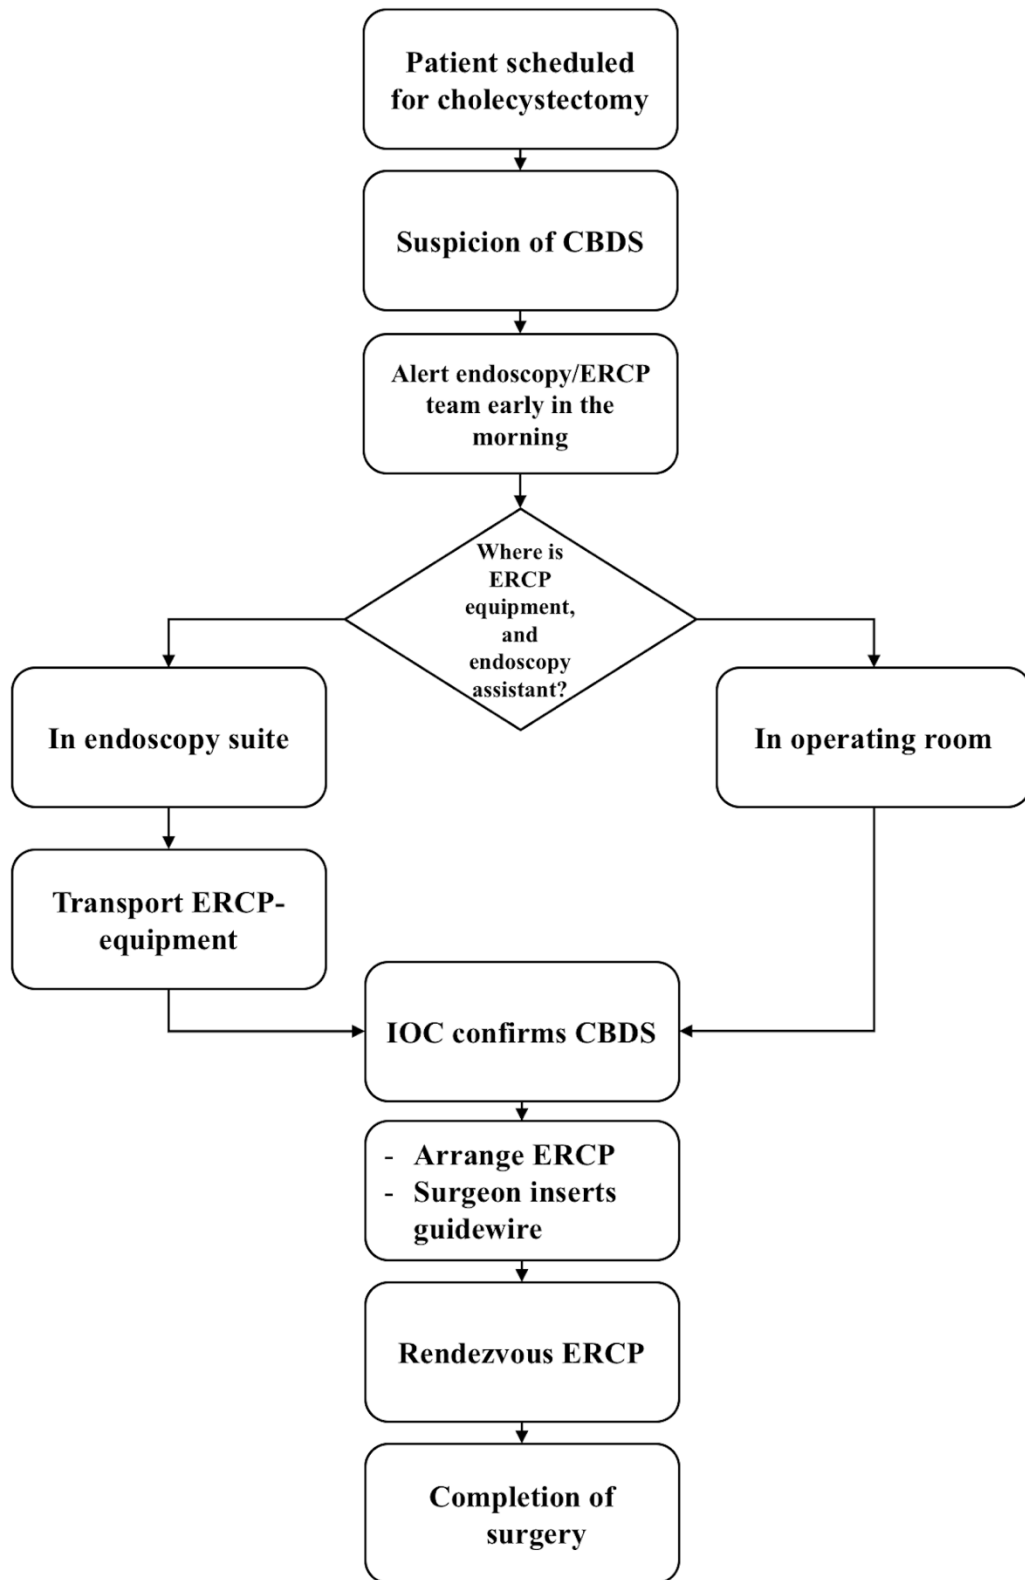 Patient scheduled
for cholecystectomy
Suspicion of CBDS
Alert endoscopy/ERCP
team early in the
morning
Where is
ERCP
equipment,
and
endoscopy
assistant?
In endoscopy suite
In operating room
Transport ERCP-
equipment
IOC confirms CBDS
- Arrange ERCP
- Surgeon inserts
guidewire
Rendezvous ERCP
Completion of
surgery